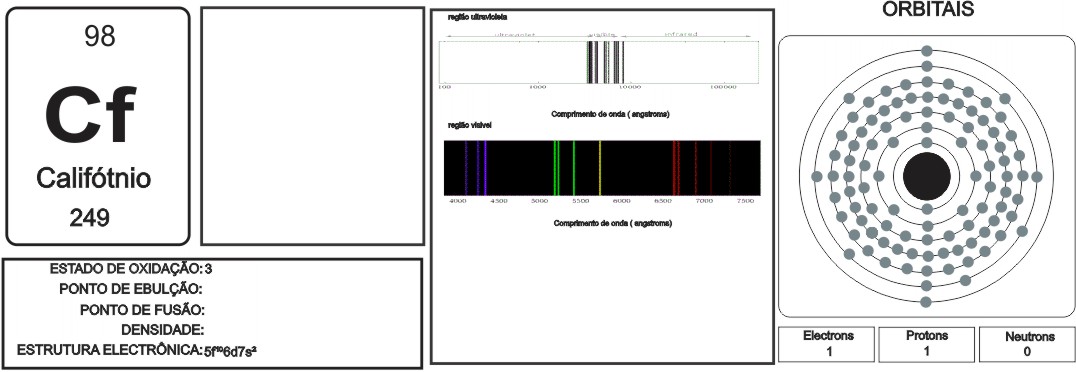 98
Cf
Califótnio
249
ESTADO DE OXIDAÇÃO: 3
PONTO DE EBULÇÃO:
PONTO DE FUSÃO:
DENSIDADE:
ESTRUTURA ELECTRÔNICA: 5f¹⁰6d7s²
região ultravioleta
ultraviolet visible infrared
100 1000 10000 100000
Comprimento de onda ( angstroms)
região visivel
4000 4500 5000 5500 6000 6500 7000 7500
Comprimento de onda ( angstroms)
ORBITAIS
Electrons
1
Protons
1
Neutrons
0